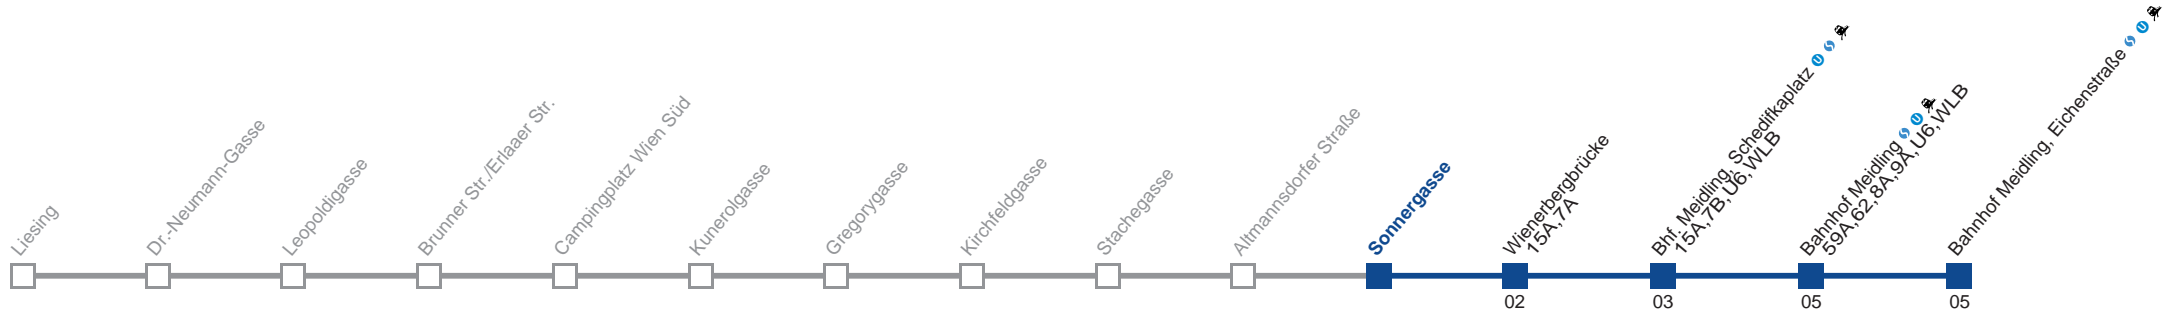 Liesing
Dr.-Neumann-Gasse
Leopoldigasse
Brunner Str./Erlaaer Str.
Campingplatz Wien Süd
Kunerolgasse
Gregorygasse
Kirchfeldgasse
Stachegasse
Altmannsdorfer Straße
Sonnergasse
Wienerbergbrücke
15A,7A
02
Bhf. Meidling, Schedifkaplatz U S
15A,7B,U6,WLB
03
Bahnhof Meidling S U
59A,62,8A,9A,U6,WLB
05
Bahnhof Meidling, Eichenstraße S U
05